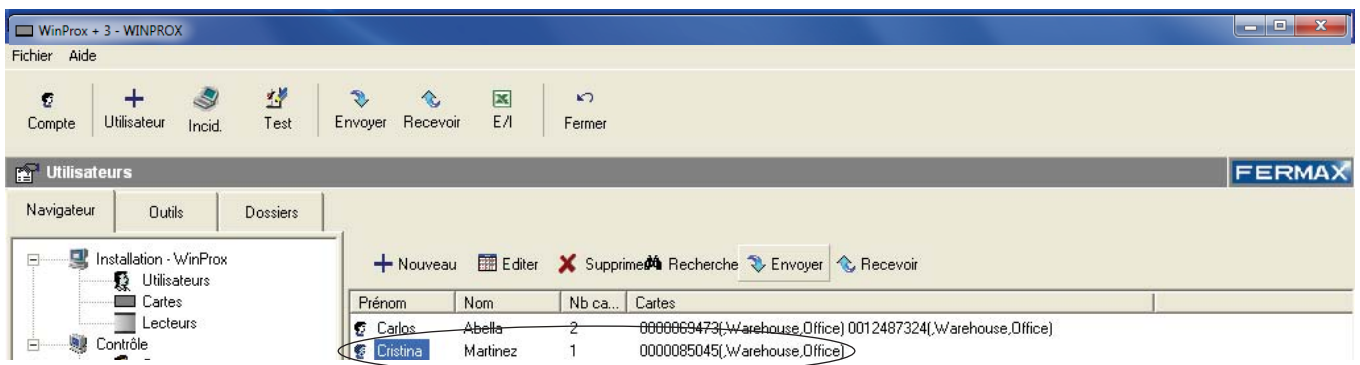 WinProx + 3 - WINPROX
Fichier Aide
Compte Utilisateur Incid. Test Envoyer Recevoir E/I Fermer
Utilisateurs FERMAX
Navigateur Outils Dossiers
Installation - WinProx
+ Nouveau Editer Supprime Recherche Envoyer Recevoir
Utilisateurs
Cartes
Prénom Nom Nb ca... Cartes
Lecteurs
Carlos Abella 2 0000069473(,Warehouse,Office) 0012487324(,Warehouse,Office)
Contrôle
Cristina Martinez 1 0000085045(,Warehouse,Office)